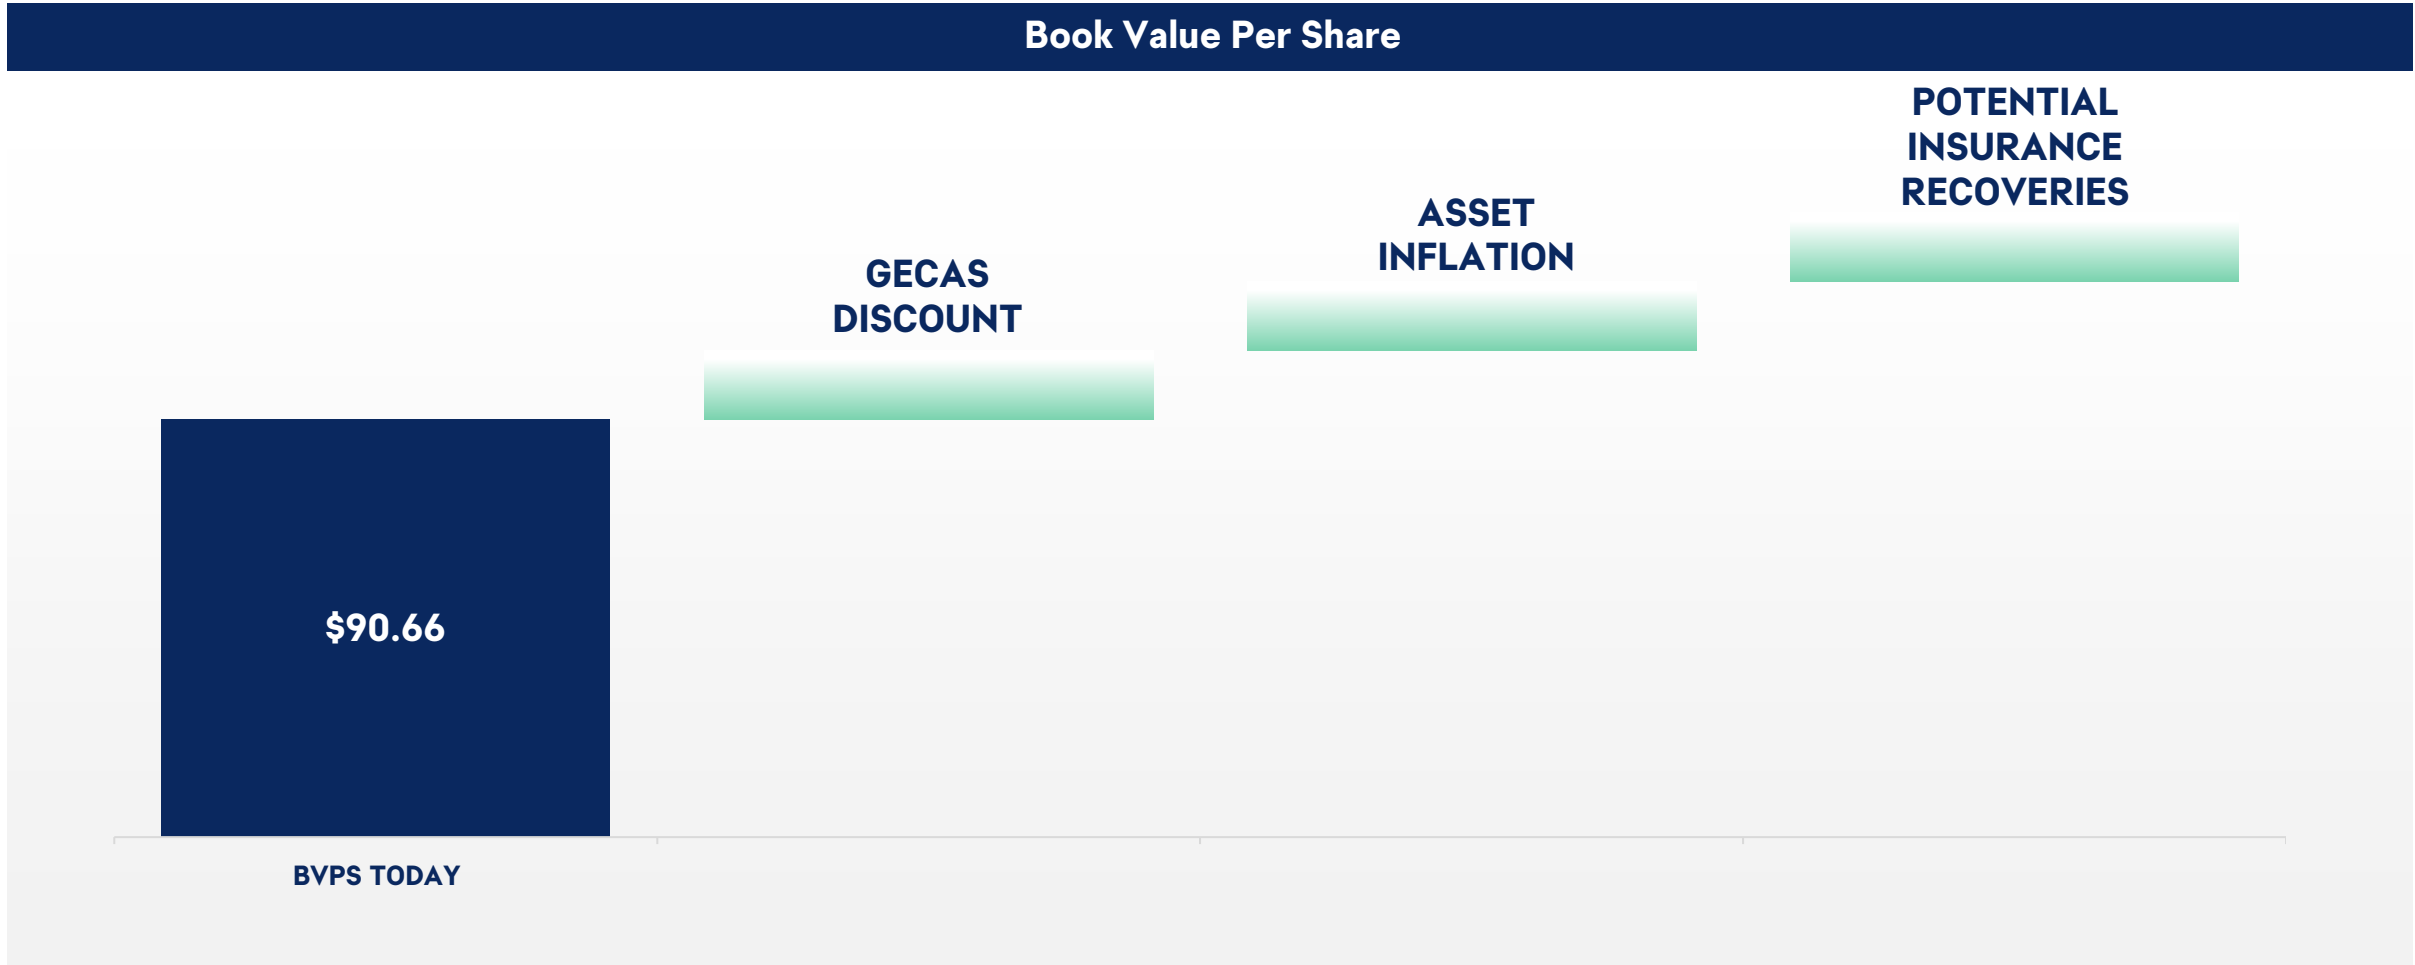 Book Value Per Share
POTENTIAL
INSURANCE
RECOVERIES
ASSET
INFLATION
GECAS
DISCOUNT
$90.66
BVPS TODAY